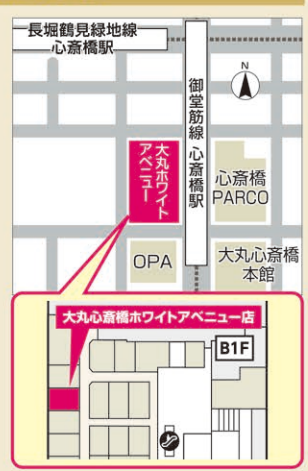 長堀鶴見緑地線
心斎橋駅
N
御堂筋線 心斎橋駅
大丸ホワイト
アベニュー
心斎橋
PARCO
OPA
大丸心斎橋
本館
大丸心斎橋ホワイトアベニュー店
B1F